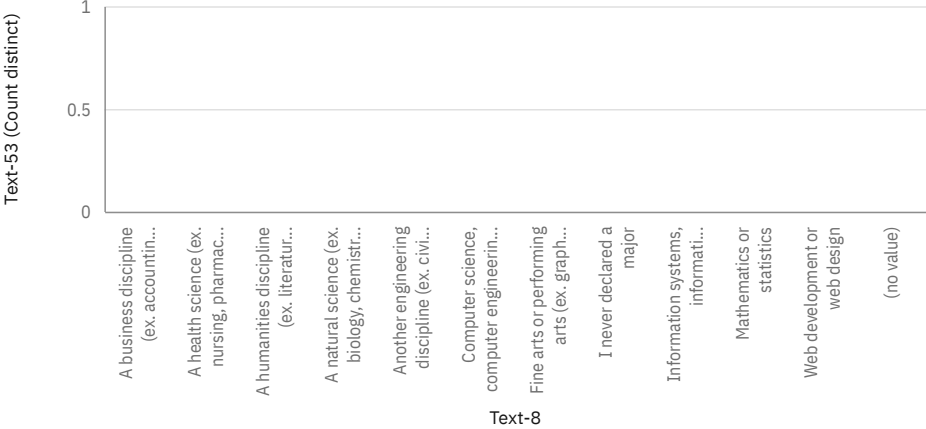 Text-53 (Count distinct)
1
0.5
0
A business discipline
(ex. accountin...
A health science (ex.
nursing, pharmac...
A humanities discipline
(ex. literatur...
A natural science (ex.
biology, chemistr...
Another engineering
discipline (ex. civi...
Computer science,
computer engineerin...
Fine arts or performing
arts (ex. graph...
I never declared a
major
Information systems,
informati...
Mathematics or
statistics
Web development or
web design
(no value)
Text-8